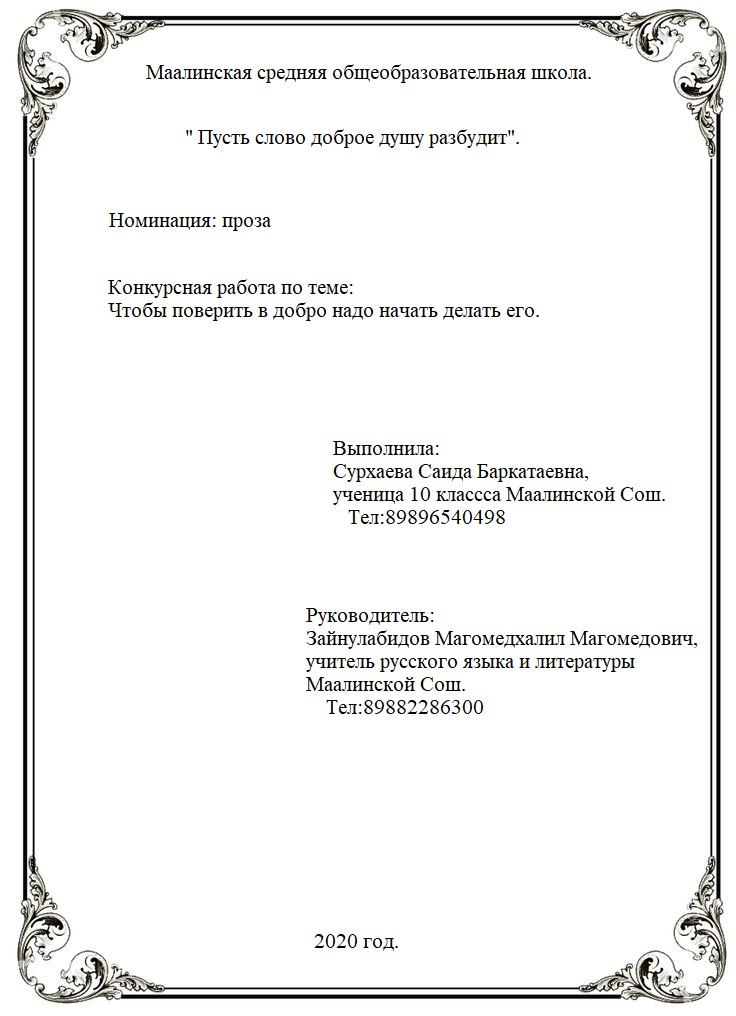 Маалинская средняя общеобразовательная школа.
" Пусть слово доброе душу разбудит".
Номинация: проза
Конкурсная работа по теме:
Чтобы поверить в добро надо начать делать его.
Выполнила:
Сурхаева Саида Баркатаевна,
ученица 10 классса Маалинской Сош.
Тел:89896540498
Руководитель:
Зайнулабидов Магомедхалил Магомедович,
учитель русского языка и литературы
Маалинской Сош.
Тел:89882286300
2020 год.